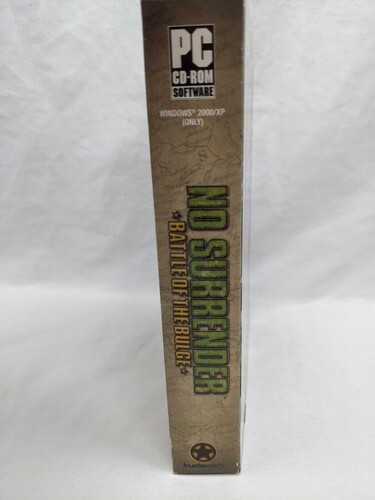 PC
CD-ROM
SOFTWARE
WINDOWS® 2000/XP
(ONLY)
NO SURRENDER
BATTLE OF THE BULGE